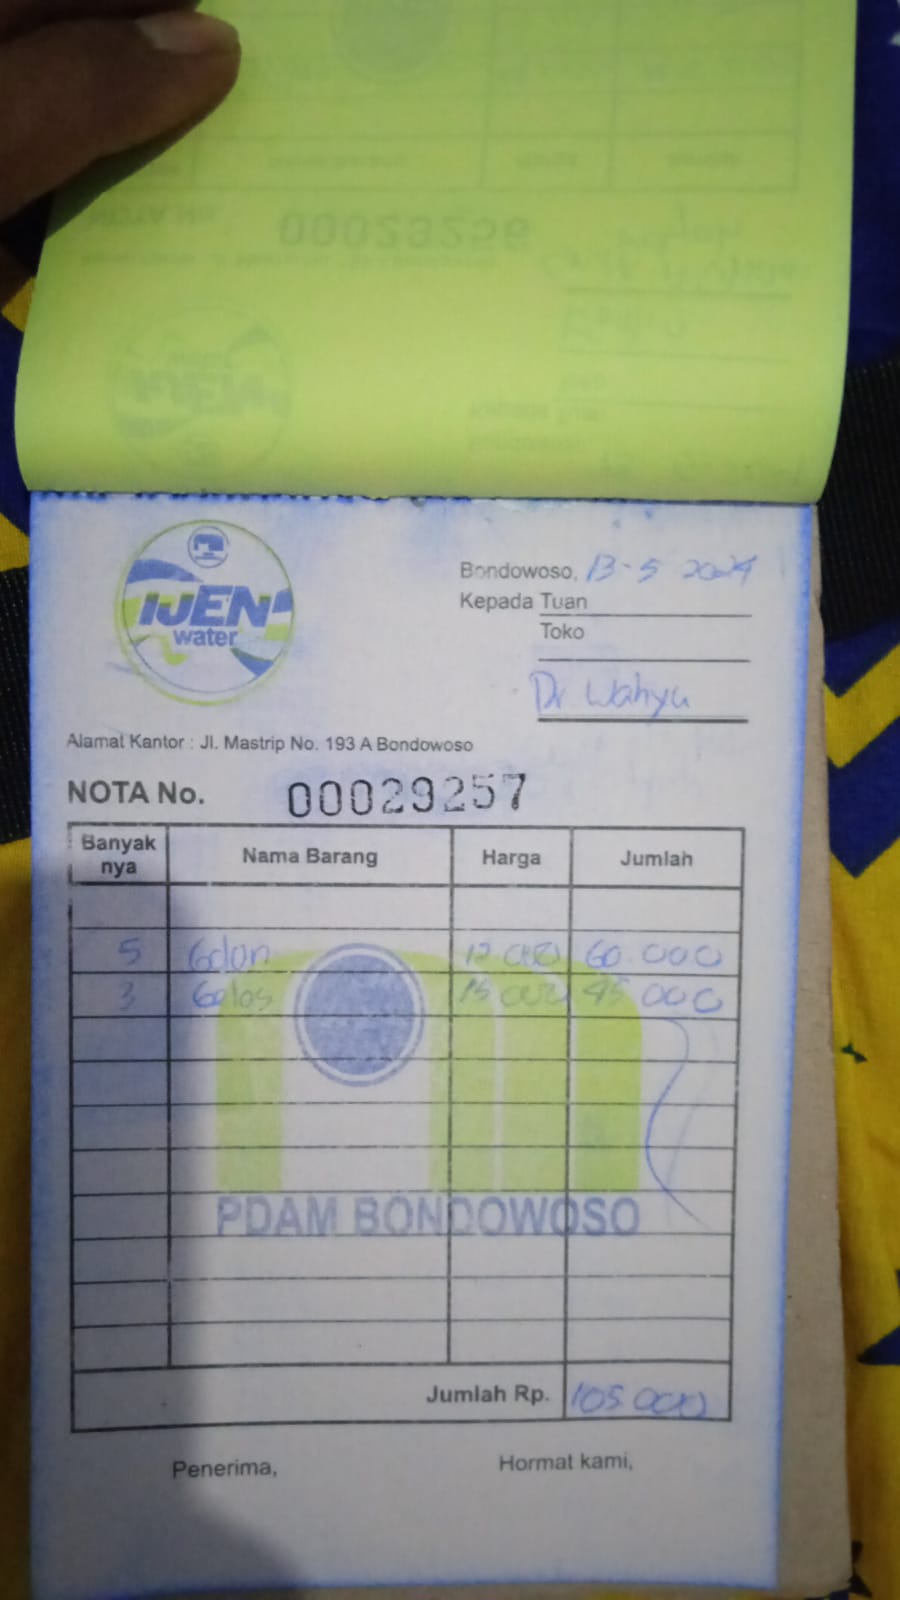 00029256
IJEN
water
Bondowoso, 13-5 2024
Kepada Tuan
Toko
Dr Wahyu
Alamat Kantor : Jl. Mastrip No. 193 A Bondowoso
NOTA No. 00029257
Banyak nya Nama Barang Harga Jumlah
5 Galon 12.000 60.000
3 Gelas 15.000 45.000
PDAM BONDOWOSO
Jumlah Rp. 105.000
Penerima, Hormat kami,